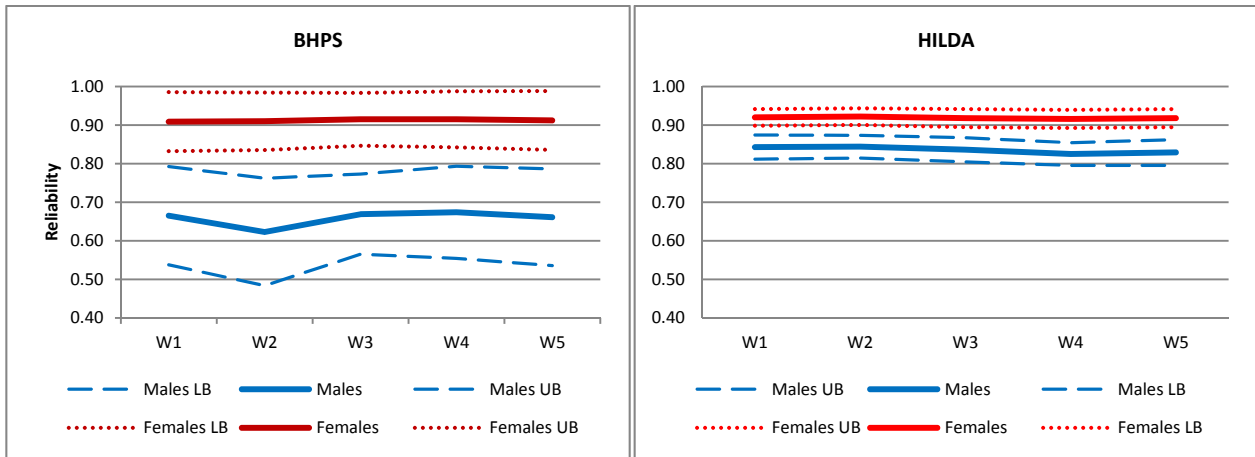 BHPS
Reliability
1.00
0.90
0.80
0.70
0.60
0.50
0.40
W1 W2 W3 W4 W5
Males LB Males Males UB
Females LB Females Females UB
HILDA
1.00
0.90
0.80
0.70
0.60
0.50
0.40
W1 W2 W3 W4 W5
Males UB Males Males LB
Females UB Females Females LB